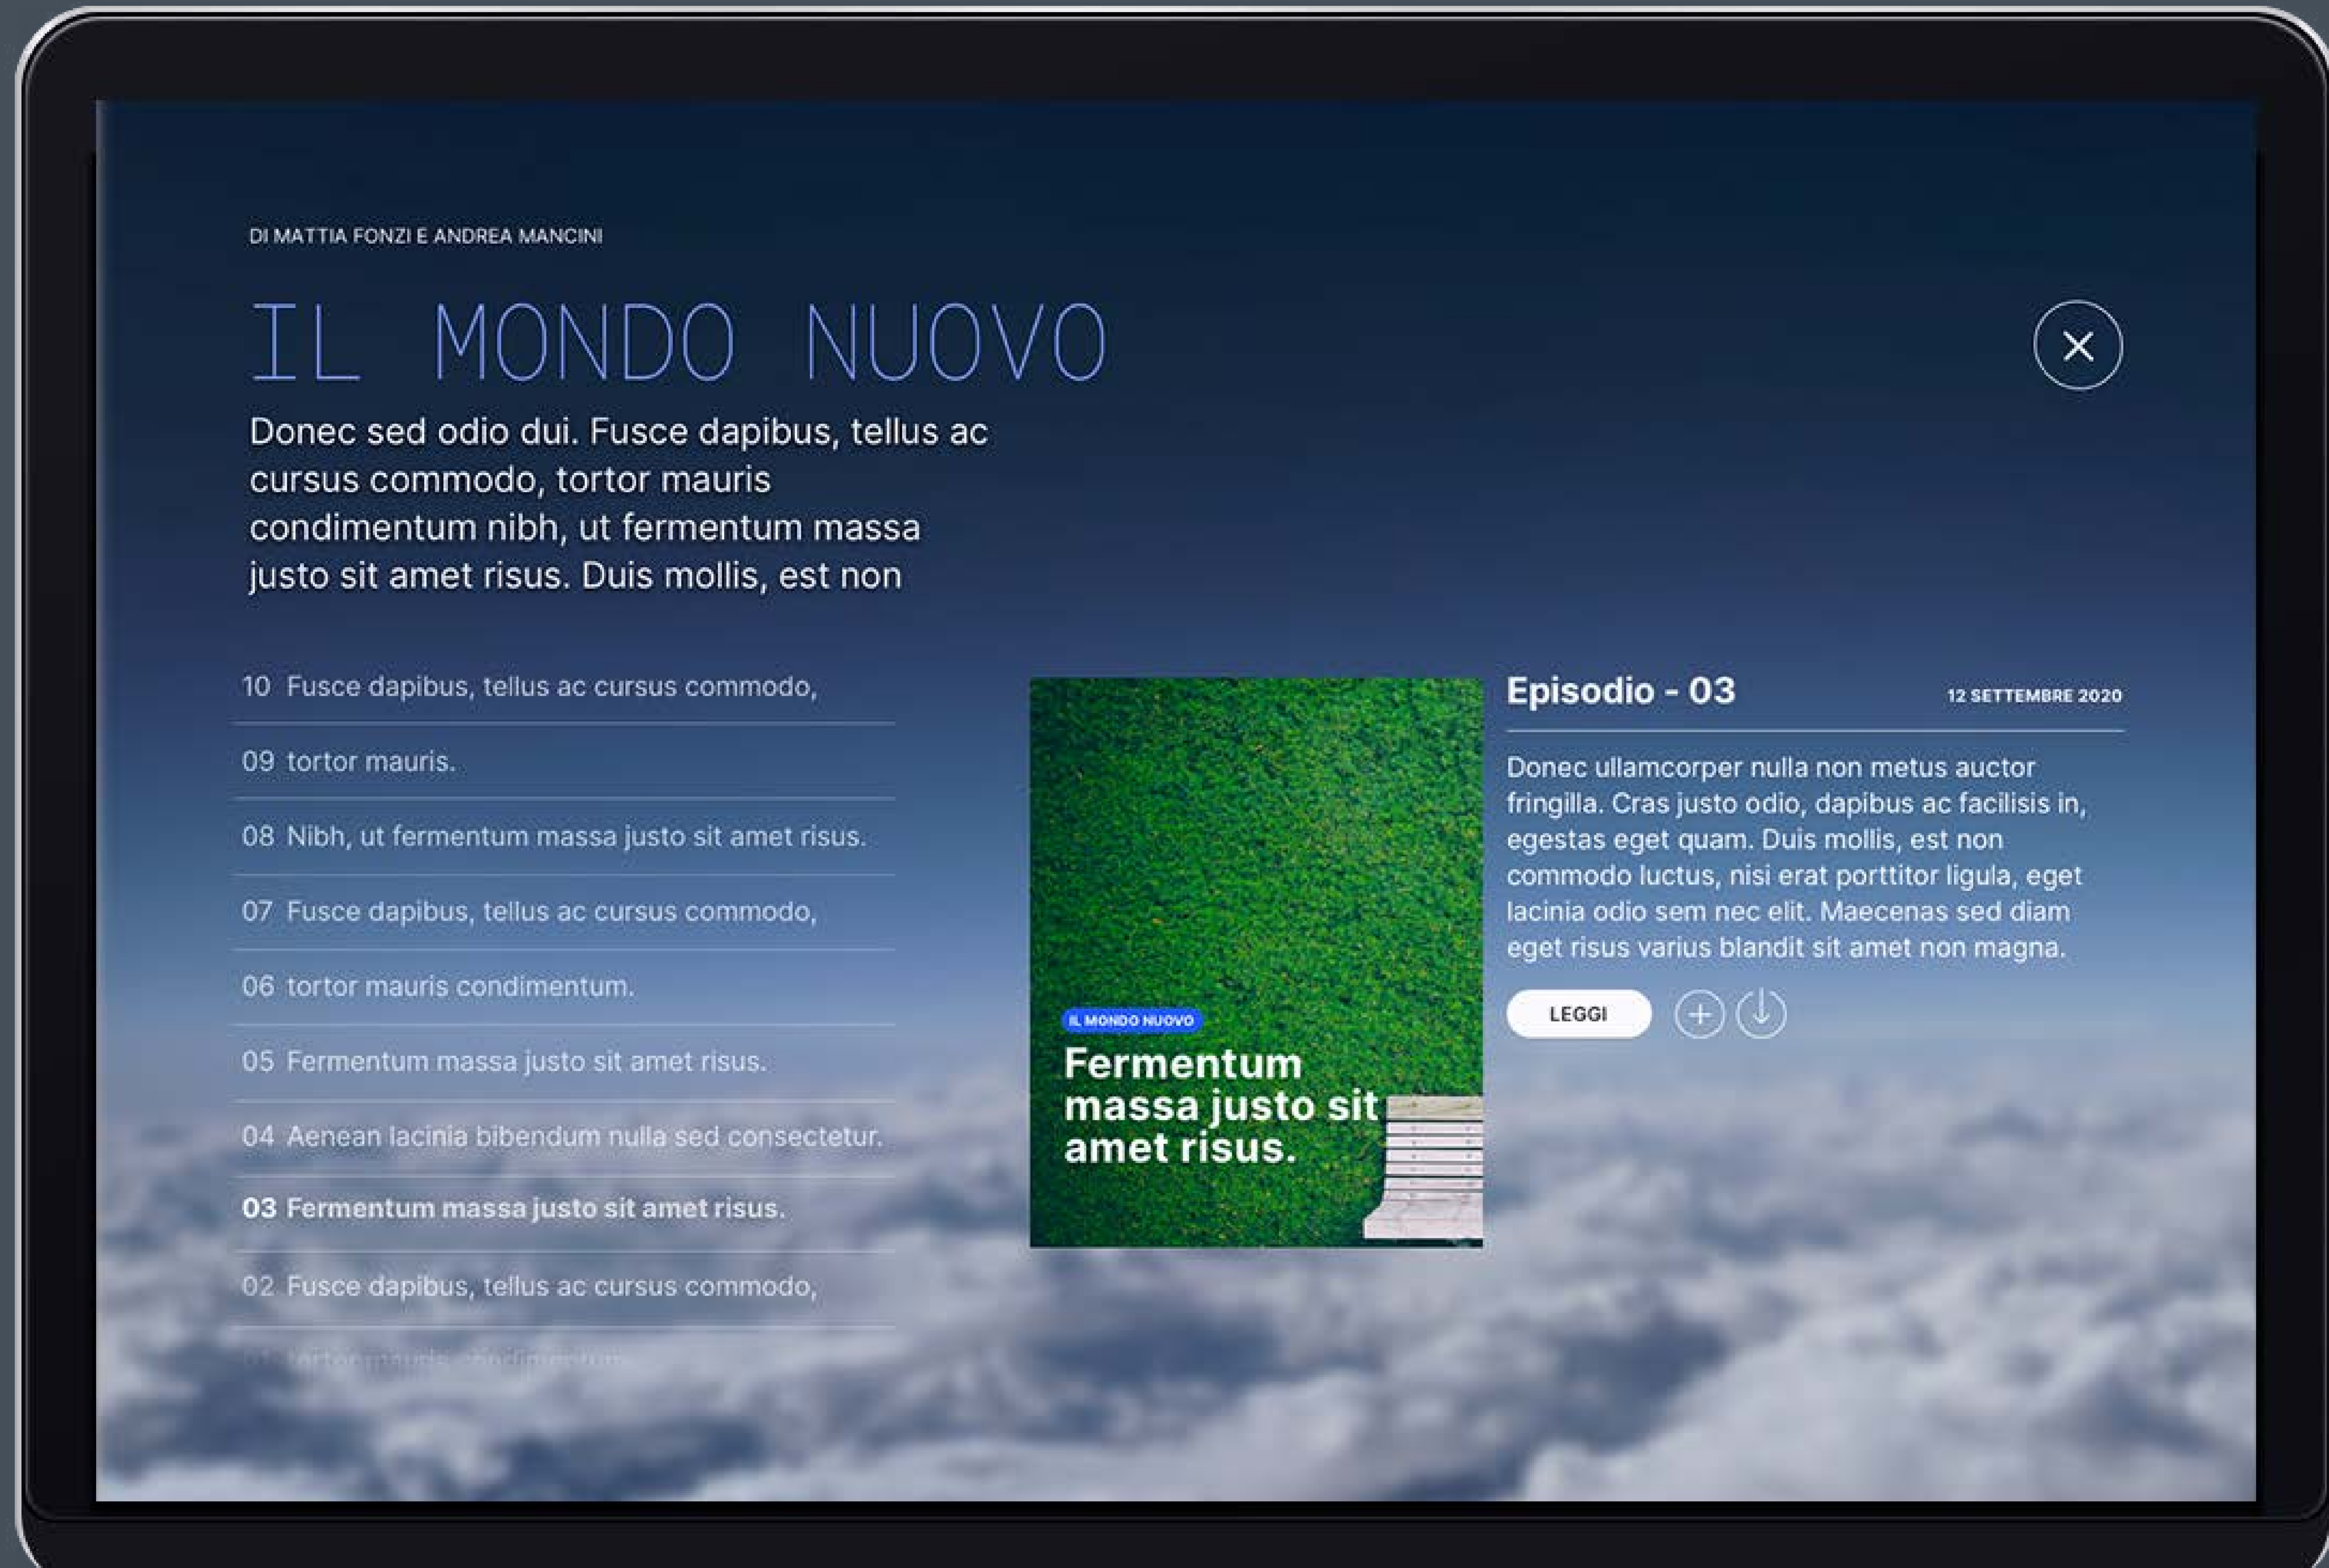 DI MATTIA FONZI E ANDREA MANCINI
IL MONDO NUOVO
Donec sed odio dui. Fusce dapibus, tellus ac
cursus commodo, tortor mauris
condimentum nibh, ut fermentum massa
justo sit amet risus. Duis mollis, est non
10 Fusce dapibus, tellus ac cursus commodo,
09 tortor mauris.
08 Nibh, ut fermentum massa justo sit amet risus.
07 Fusce dapibus, tellus ac cursus commodo,
06 tortor mauris condimentum.
05 Fermentum massa justo sit amet risus.
04 Aenean lacinia bibendum nulla sed consectetur.
03 Fermentum massa justo sit amet risus.
02 Fusce dapibus, tellus ac cursus commodo,
IL MONDO NUOVO
Fermentum
massa justo sit
amet risus.
Episodio - 03
12 SETTEMBRE 2020
Donec ullamcorper nulla non metus auctor
fringilla. Cras justo odio, dapibus ac facilisis in,
egestas eget quam. Duis mollis, est non
commodo luctus, nisi erat porttitor ligula, eget
lacinia odio sem nec elit. Maecenas sed diam
eget risus varius blandit sit amet non magna.
LEGGI